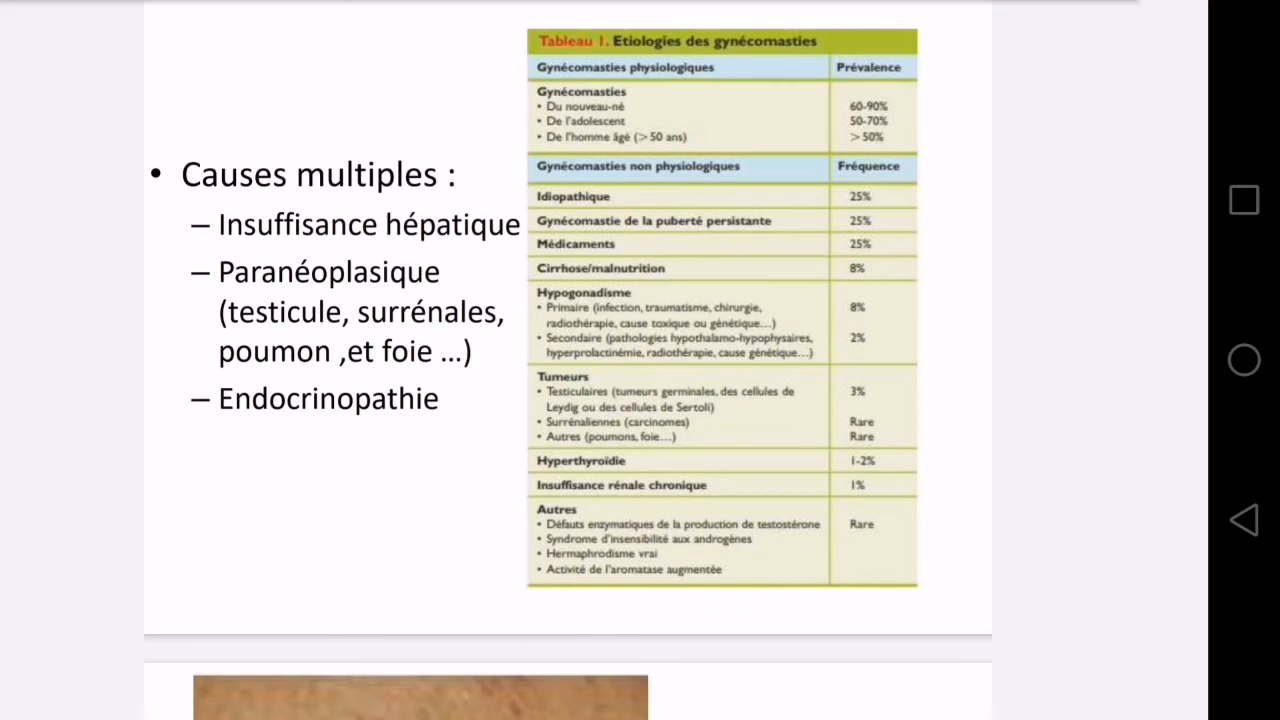 • Causes multiples :
– Insuffisance hépatique
– Paranéoplasique
(testicule, surrénales,
poumon ,et foie ...)
– Endocrinopathie
Tableau 1. Etiologies des gynécomasties
Gynécomasties physiologiques Prévalence
Gynécomasties
• Du nouveau-né 60-90%
• De l'adolescent 50-70%
• De l'homme âgé (>50 ans) >50%
Gynécomasties non physiologiques Fréquence
Idiopathique 25%
Gynécomastie de la puberté persistante 25%
Médicaments 25%
Cirrhose/malnutrition 8%
Hypogonadisme
• Primaire (infection, traumatisme, chirurgie, 8%
radiothérapie, cause toxique ou génétique...)
• Secondaire (pathologies hypothalamo-hypophysaires, 2%
hyperprolactinémie, radiothérapie, cause génétique...)
Tumeurs
• Testiculaires (tumeurs germinales, des cellules de 3%
Leydig ou des cellules de Sertoli)
• Surrénaliennes (carcinomes) Rare
• Autres (poumons, foie...) Rare
Hyperthyroïdie 1-2%
Insuffisance rénale chronique 1%
Autres
• Défauts enzymatiques de la production de testostérone Rare
• Syndrome d'insensibilité aux androgènes
• Hermaphrodisme vrai
• Activité de l'aromatase augmentée